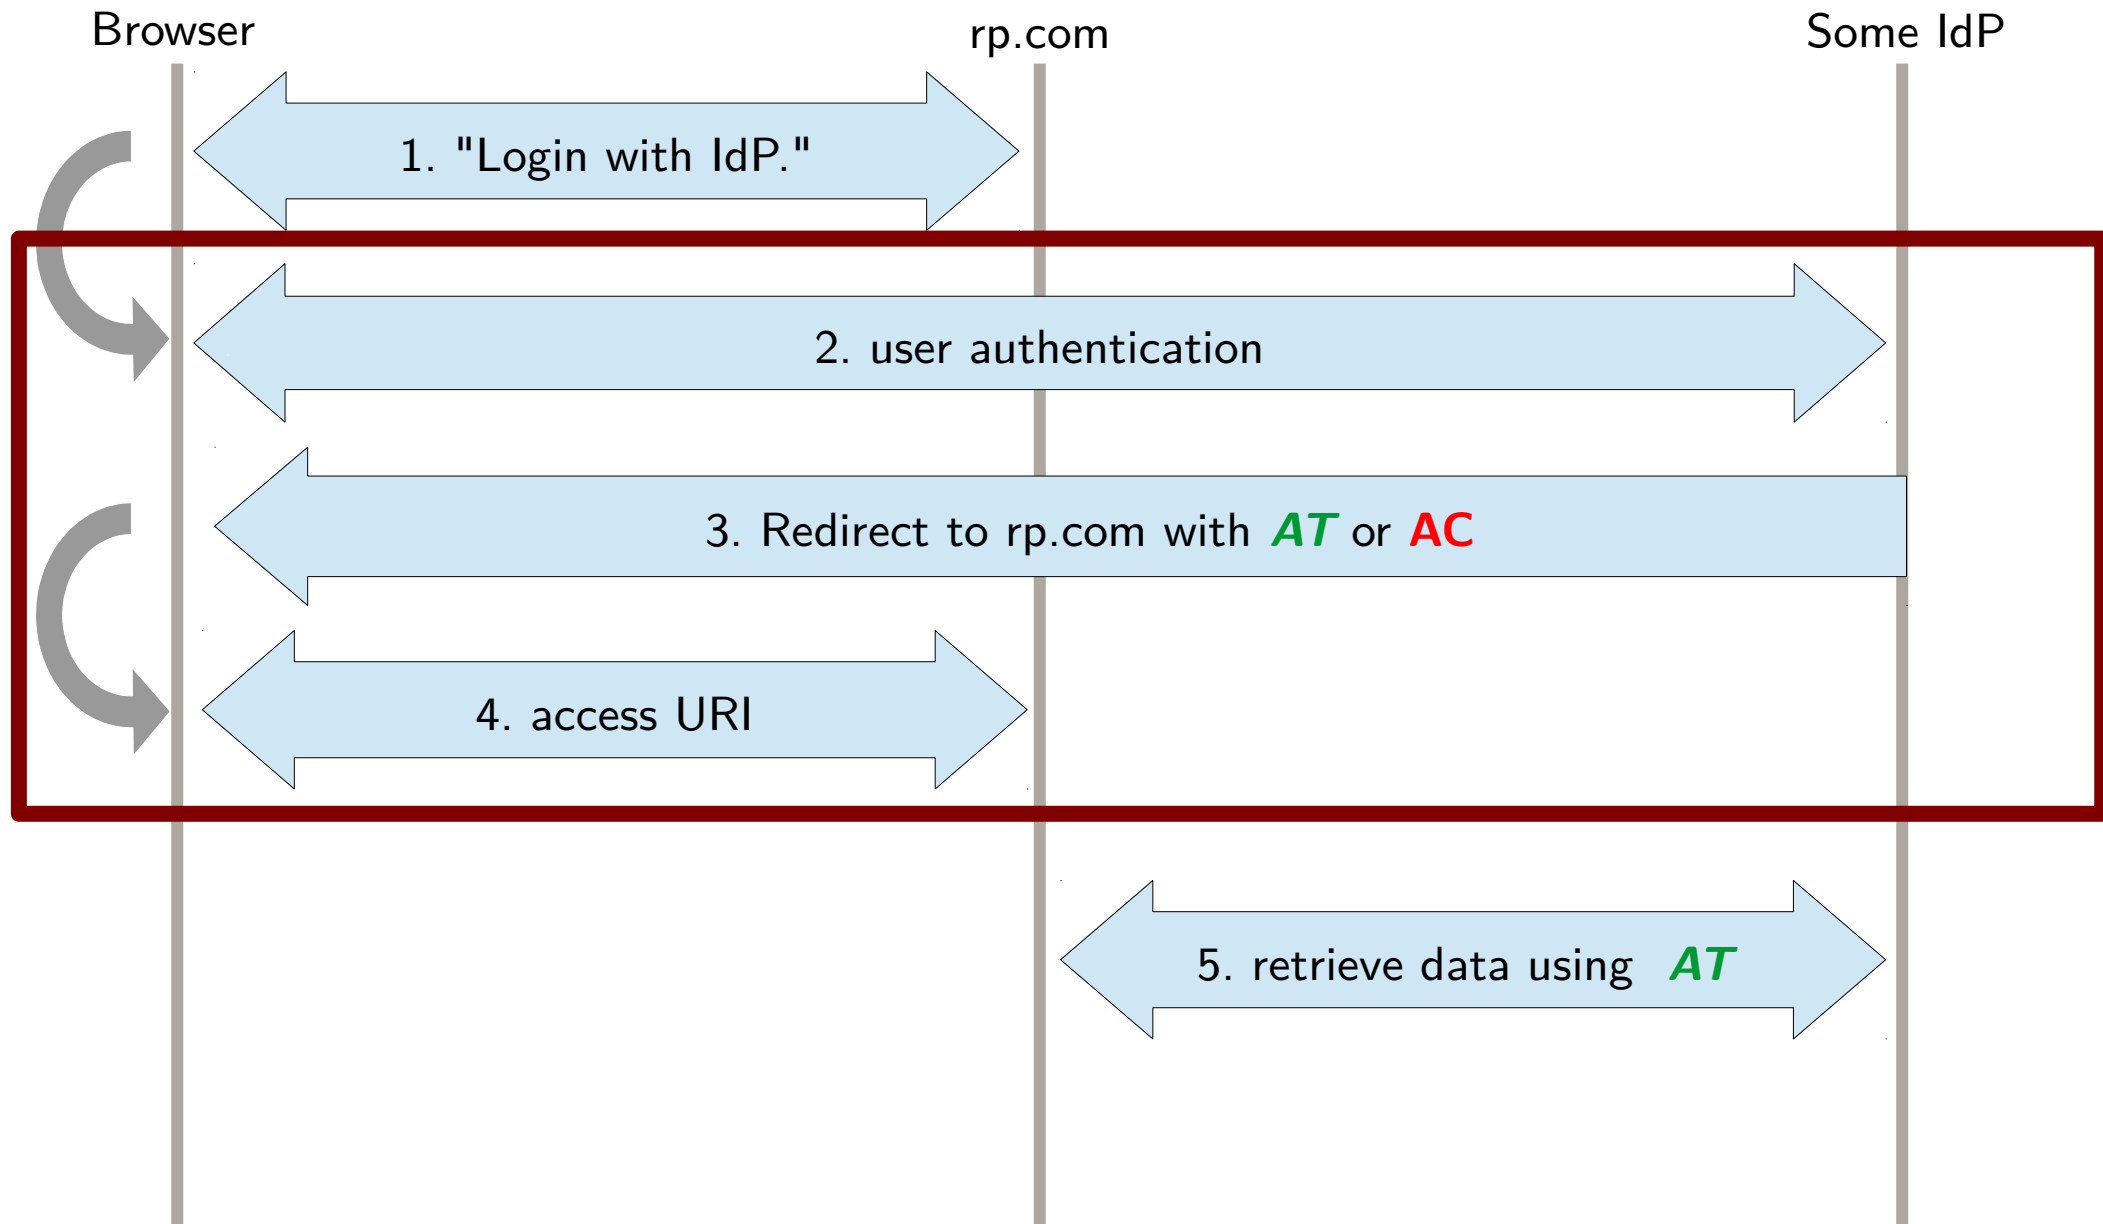 Browser
rp.com
Some IdP
1. "Login with IdP."
2. user authentication
3. Redirect to rp.com with AT or AC
4. access URI
5. retrieve data using AT